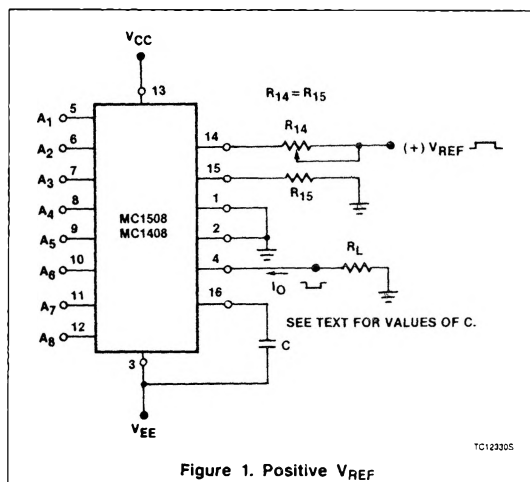 VCC
13
R14 = R15
A1 5
A2 6
A3 7
A4 8
A5 9
A6 10
A7 11
A8 12
MC1508
MC1408
14
R14
(+) VREF
15
R15
1
2
4
IO
RL
16
SEE TEXT FOR VALUES OF C.
C
3
VEE
TC12330S
Figure 1. Positive VREF